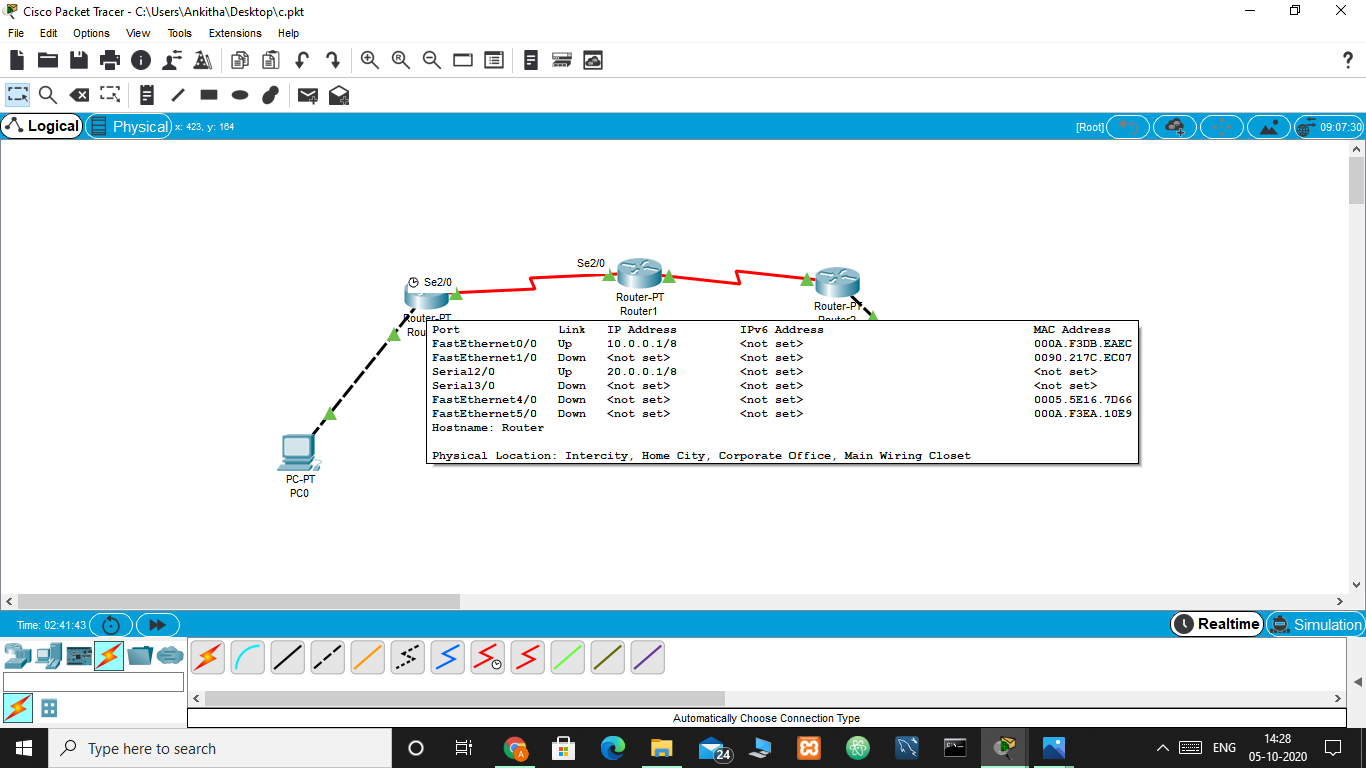 Cisco Packet Tracer - C:\Users\Ankitha\Desktop\c.pkt
File Edit Options View Tools Extensions Help
?
Logical Physical x: 423, y: 164 [Root] 09:07:30
Se2/0
Router-PT
Se2/0
Router-PT
Router1
Router-PT
Port Link IP Address IPv6 Address MAC Address
FastEthernet0/0 Up 10.0.0.1/8 <not set> 000A.F3DB.EAEC
FastEthernet1/0 Down <not set> <not set> 0090.217C.EC07
Serial2/0 Up 20.0.0.1/8 <not set> <not set>
Serial3/0 Down <not set> <not set> <not set>
FastEthernet4/0 Down <not set> <not set> 0005.5E16.7D66
FastEthernet5/0 Down <not set> <not set> 000A.F3EA.10E9
Hostname: Router
Physical Location: Intercity, Home City, Corporate Office, Main Wiring Closet
PC-PT
PC0
Time: 02:41:43 Realtime Simulation
Automatically Choose Connection Type
Type here to search
A
24
ENG
14:28
05-10-2020